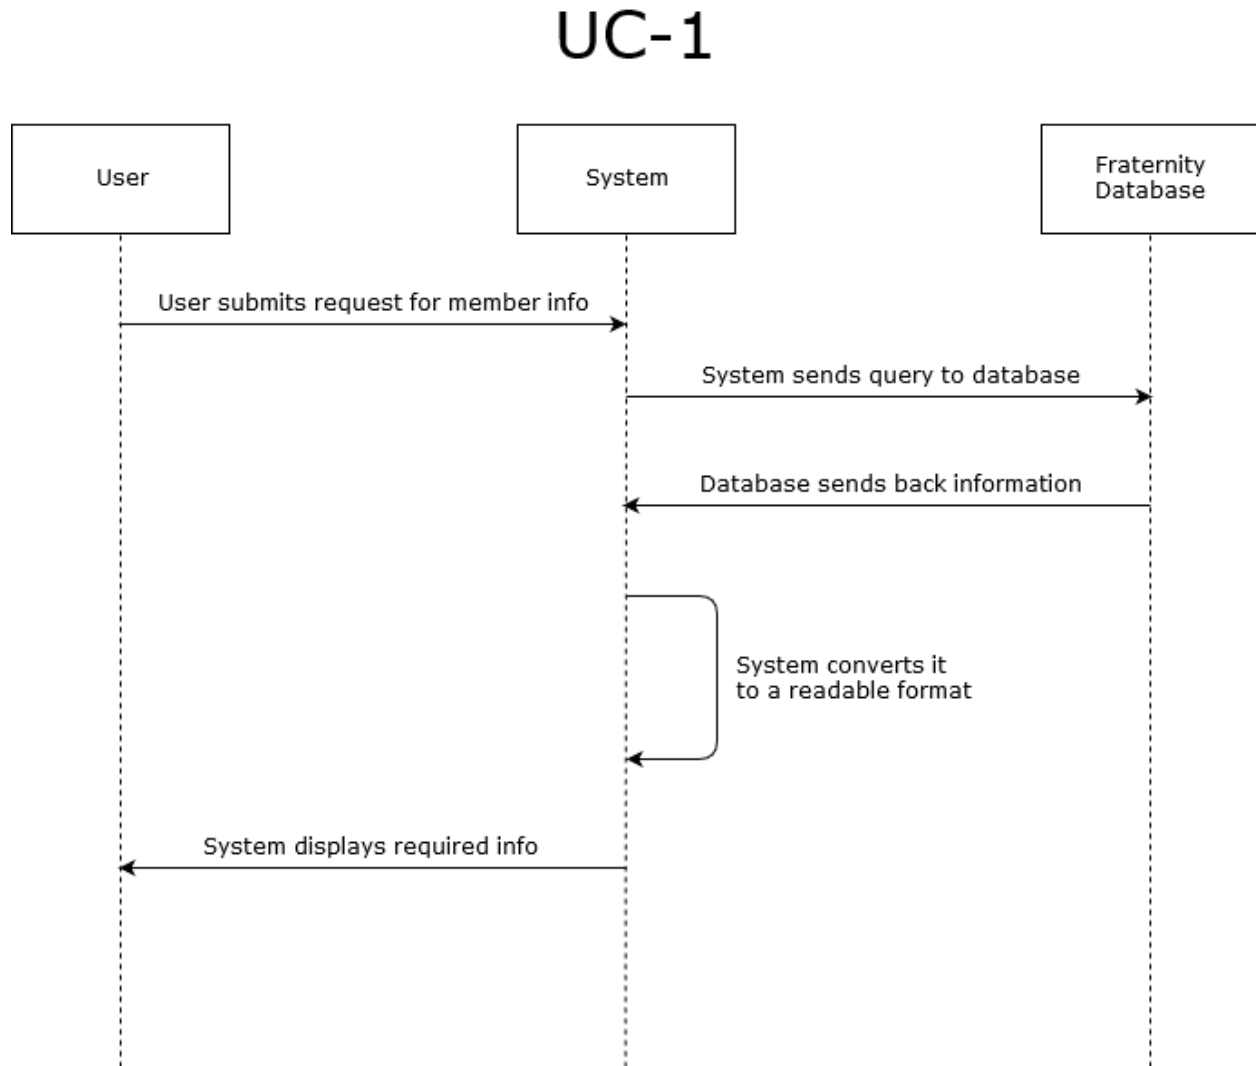 UC-1
User
System
Fraternity
Database
User submits request for member info
System sends query to database
Database sends back information
System converts it
to a readable format
System displays required info